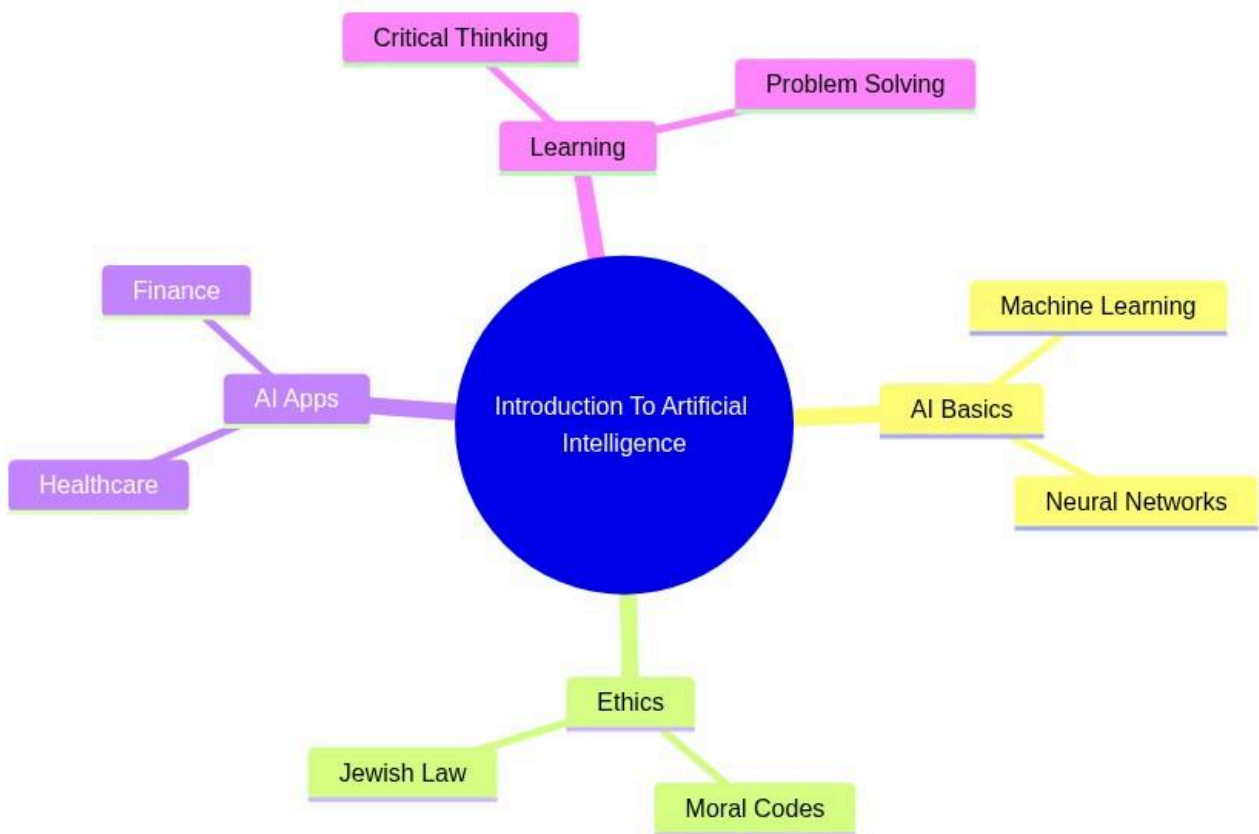 Critical Thinking
Problem Solving
Learning
Finance
AI Apps
Healthcare
Introduction To Artificial
Intelligence
Machine Learning
AI Basics
Neural Networks
Ethics
Jewish Law
Moral Codes